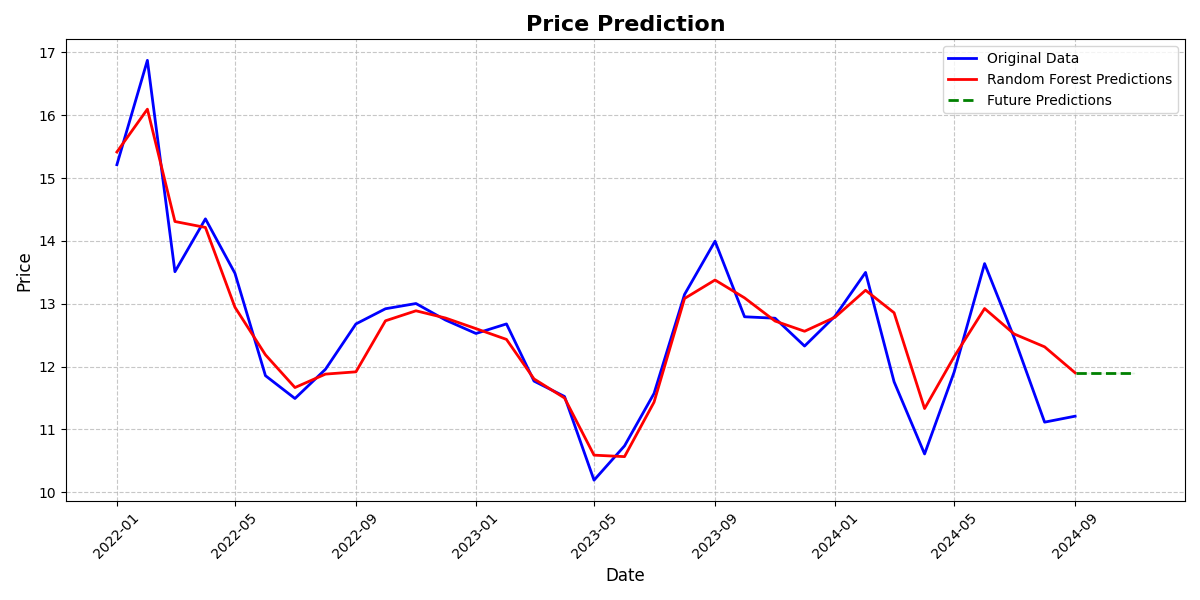 Price Prediction
Original Data
Random Forest Predictions
Future Predictions
Price
17
16
15
14
13
12
11
10
2022-01
2022-05
2022-09
2023-01
2023-05
2023-09
2024-01
2024-05
2024-09
Date